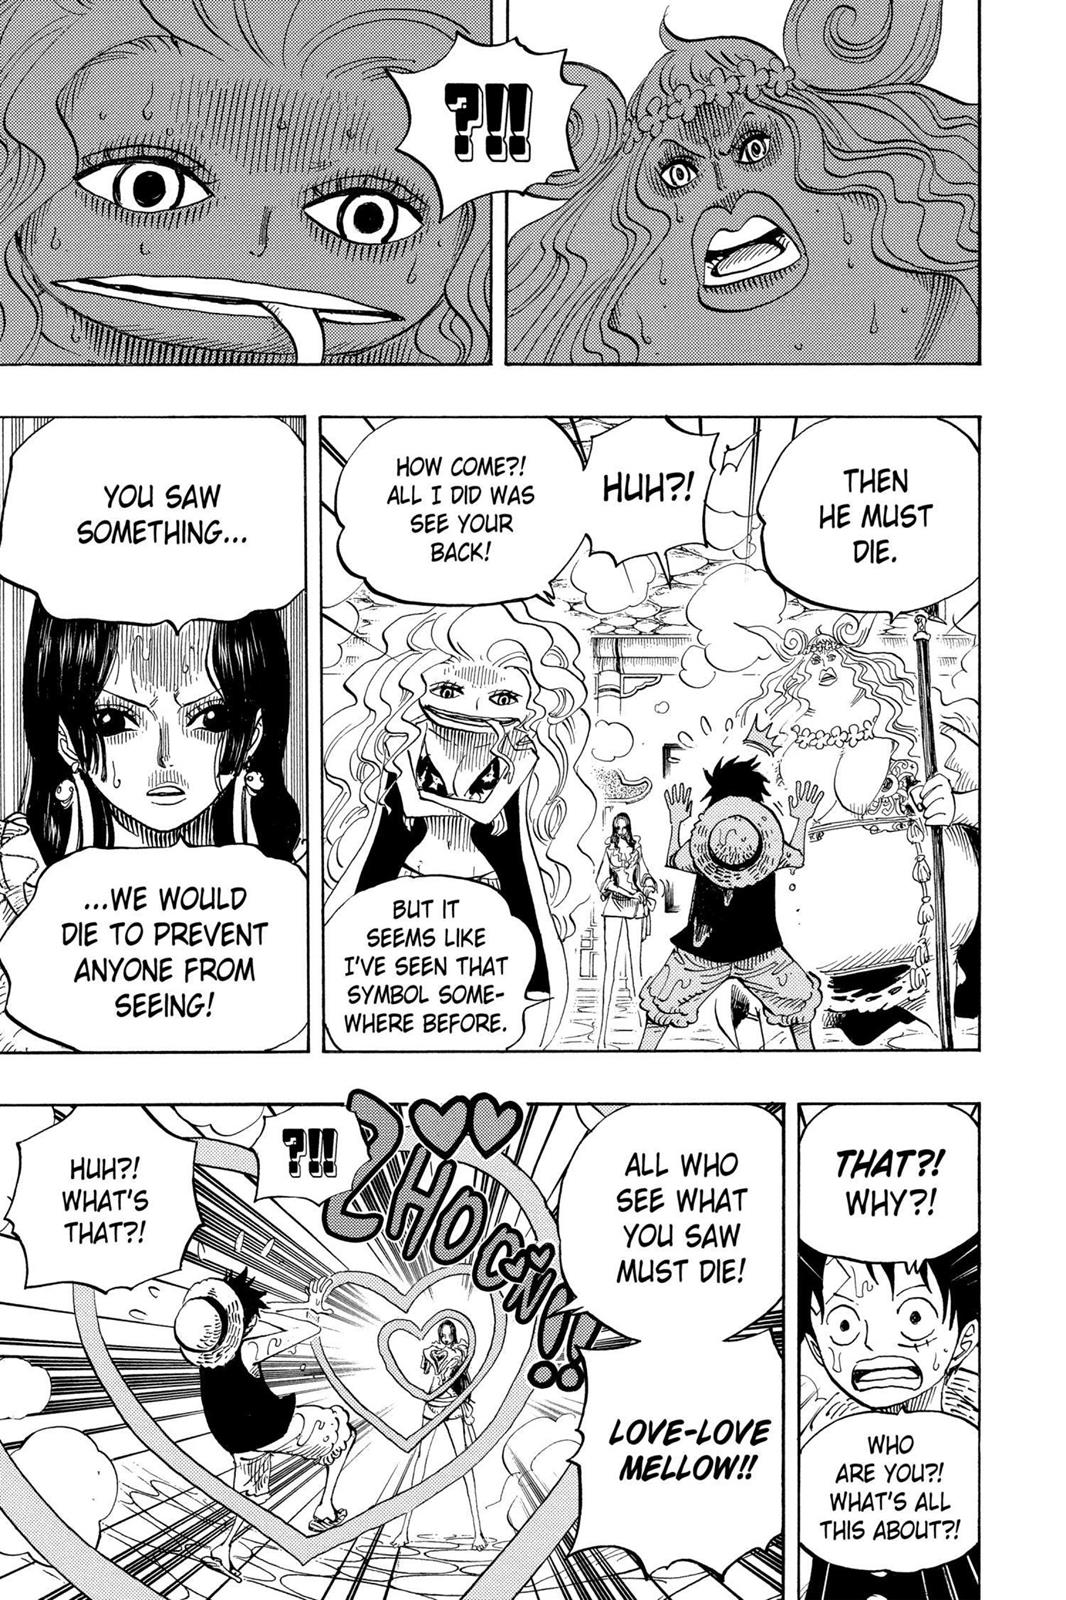 ?!!
THEN
HE MUST
DIE.
HUH?!
HOW COME?!
ALL I DID WAS
SEE YOUR
BACK!
BUT IT
SEEMS LIKE
I'VE SEEN THAT
SYMBOL SOME-
WHERE BEFORE.
YOU SAW
SOMETHING...
...WE WOULD
DIE TO PREVENT
ANYONE FROM
SEEING!
THAT?!
WHY?!
WHO
ARE YOU?!
WHAT'S ALL
THIS ABOUT?!
ALL WHO
SEE WHAT
YOU SAW
MUST DIE!
LOVE-LOVE
MELLOW!!
ZHOOOING!!
?!!
HUH?!
WHAT'S
THAT?!